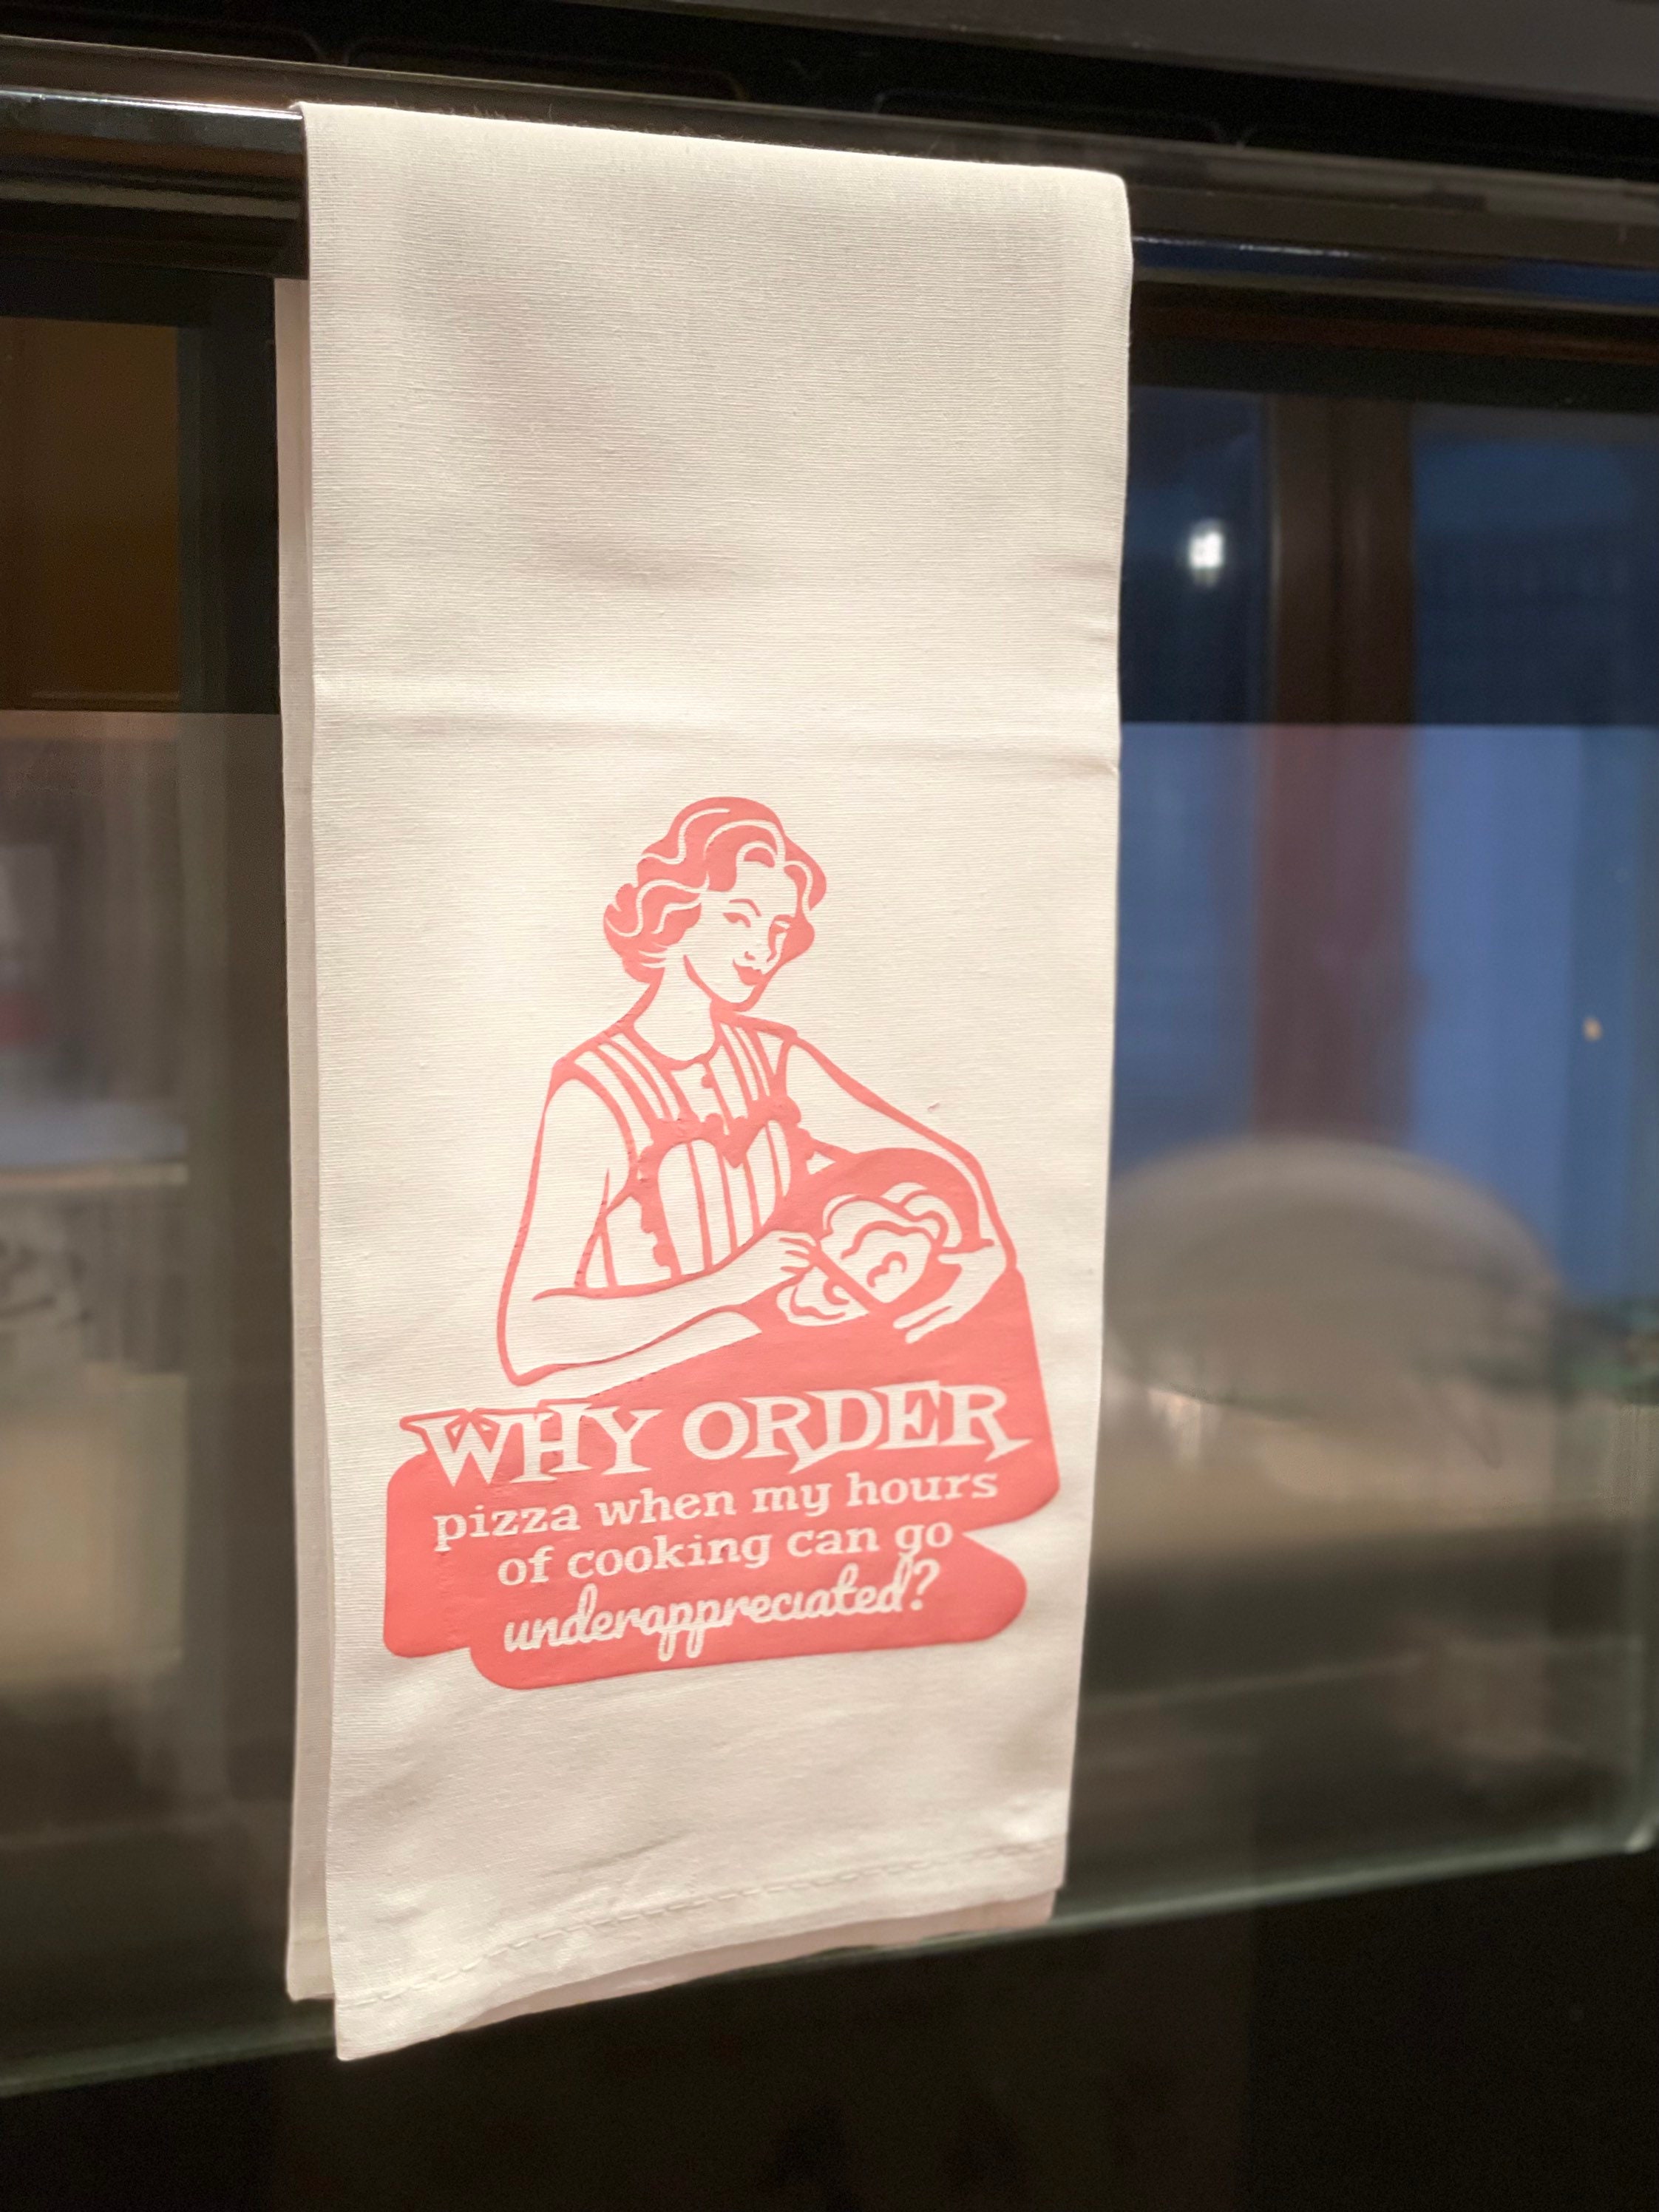 WHY ORDER
pizza when my hours
of cooking can go
underappreciated?